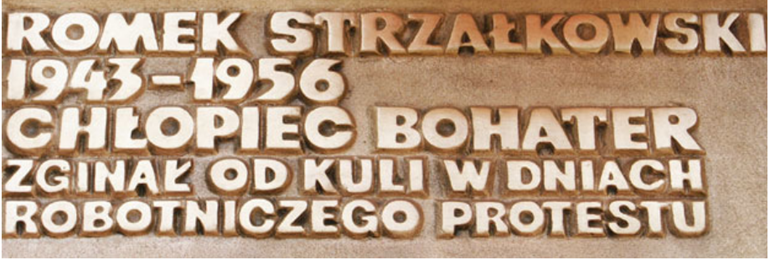 ROMEK STRZAŁKOWSKI
1943-1956
CHŁOPIEC BOHATER
ZGINAŁ OD KULI W DNIACH
ROBOTNICZEGO PROTESTU